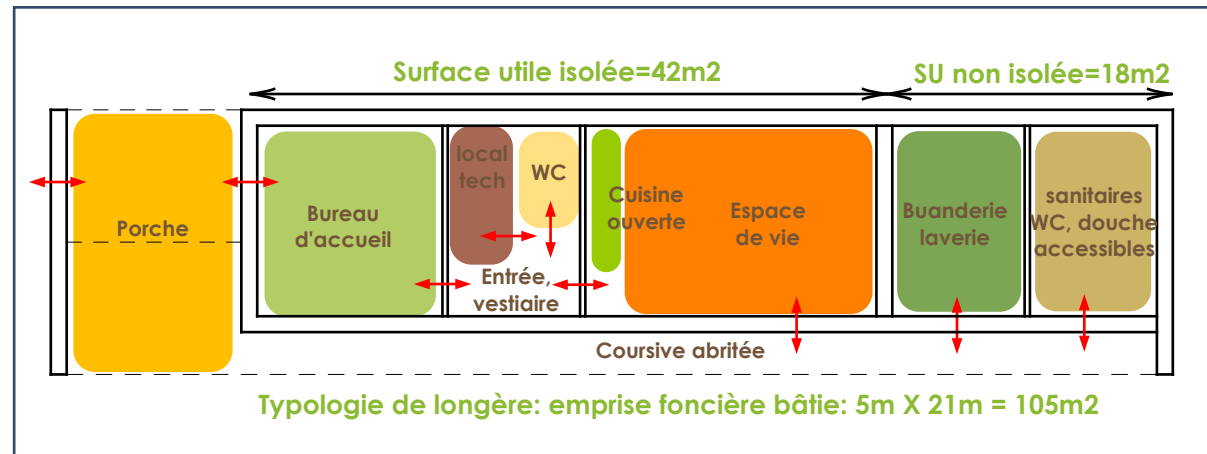 Surface utile isolée=42m2
SU non isolée=18m2
Porche
Bureau
d'accueil
local
tech
WC
Entrée,
vestiaire
Cuisine
ouverte
Espace
de vie
Buanderie
laverie
sanitaires
WC, douche
accessibles
Coursive abritée
Typologie de longère: emprise foncière bâtie: 5m X 21m = 105m2